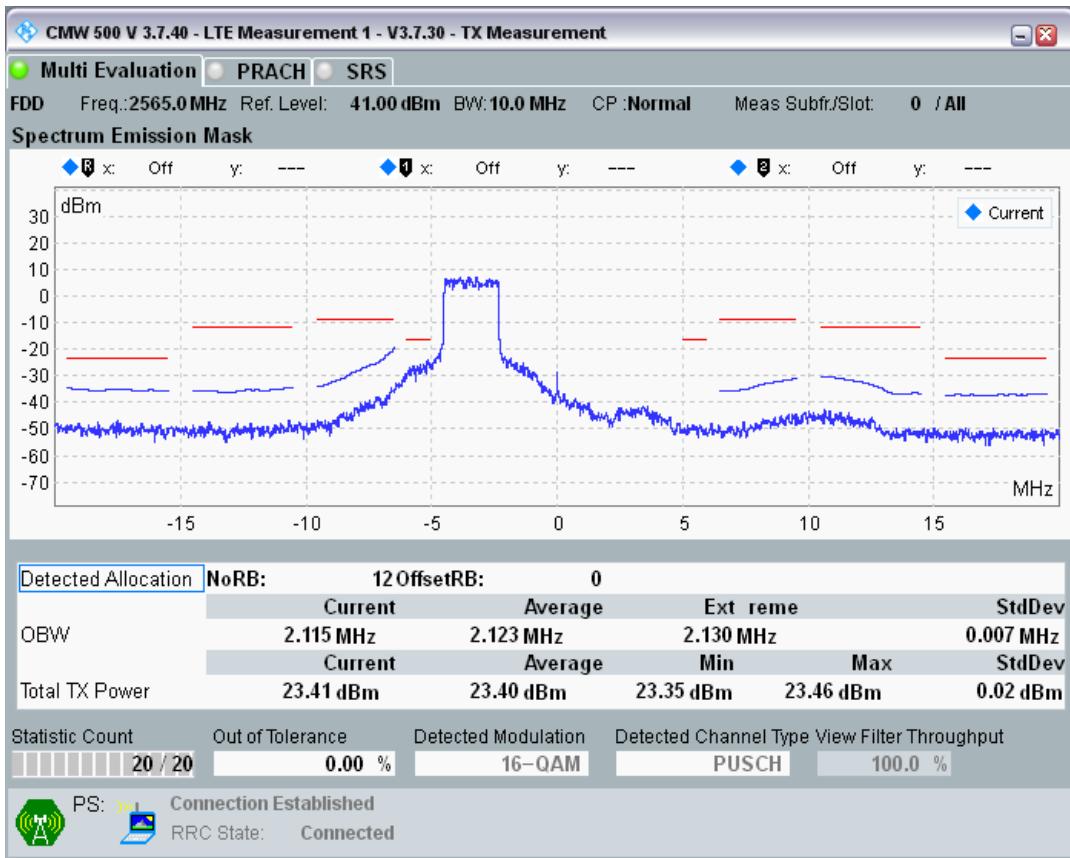 CMW 500 V 3.7.40 - LTE Measurement 1 - V3.7.30 - TX Measurement
Multi Evaluation PRACH SRS
FDD Freq.:2565.0 MHz Ref. Level: 41.00 dBm BW:10.0 MHz CP :Normal Meas Subfr./Slot: 0 / All
Spectrum Emission Mask
R x: Off y: --- 1 x: Off y: --- 2 x: Off y: ---
dBm
Current
30
20
10
0
-10
-20
-30
-40
-50
-60
-70
MHz
-15 -10 -5 0 5 10 15
Detected Allocation NoRB: 12 OffsetRB: 0
Current Average Ext reme StdDev
OBW 2.115 MHz 2.123 MHz 2.130 MHz 0.007 MHz
Current Average Min Max StdDev
Total TX Power 23.41 dBm 23.40 dBm 23.35 dBm 23.46 dBm 0.02 dBm
Statistic Count Out of Tolerance Detected Modulation Detected Channel Type View Filter Throughput
20 / 20 0.00 % 16-QAM PUSCH 100.0 %
PS: Connection Established
RRC State: Connected